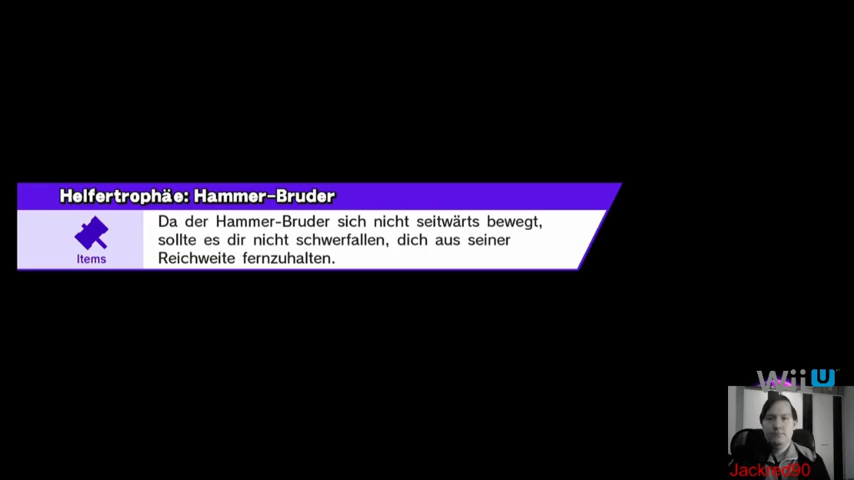 Helfertrophäe: Hammer-Bruder
Da der Hammer-Bruder sich nicht seitwärts bewegt,
sollte es dir nicht schwerfallen, dich aus seiner
Reichweite fernzuhalten.
Items
Wii U
Jackred90